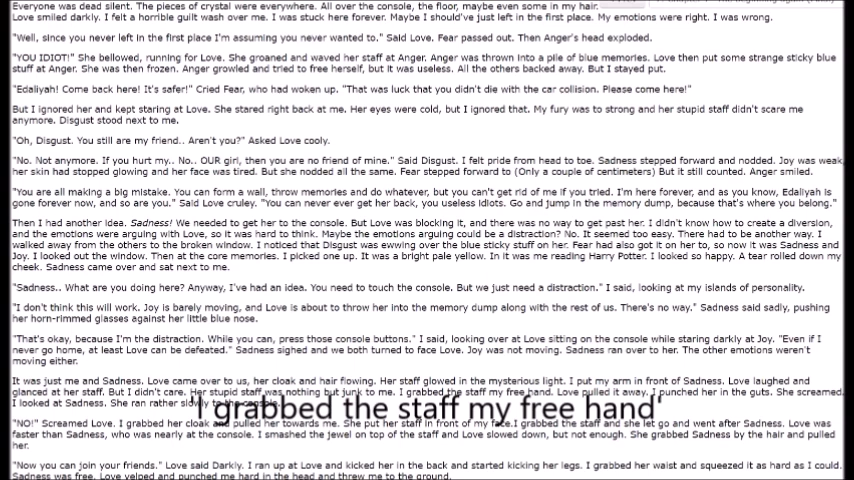 Everyone was dead silent. The pieces of crystal were everywhere. All over the console, the floor, maybe even some in my hair.
Love smiled darkly. I felt a horrible guilt wash over me. I was stuck here forever. Maybe I should've just left in the first place. My emotions were right. I was wrong.
"Well, since you never left in the first place I'm assuming you never wanted to." Said Love. Fear passed out. Then Anger's head exploded.
"YOU IDIOT!" She bellowed, running for Love. She groaned and waved her staff at Anger. Anger was thrown into a pile of blue memories. Love then put some strange sticky blue
stuff at Anger. She was then frozen. Anger growled and tried to free herself, but it was useless. All the others backed away. But I stayed put.
"Edaliyah! Come back here! It's safer!" Cried Fear, who had woken up. "That was luck that you didn't die with the car collision. Please come here!"
But I ignored her and kept staring at Love. She stared right back at me. Her eyes were cold, but I ignored that. My fury was to strong and her stupid staff didn't scare me
anymore. Disgust stood next to me.
"Oh, Disgust. You still are my friend.. Aren't you?" Asked Love cooly.
"No. Not anymore. If you hurt my.. No.. OUR girl, then you are no friend of mine." Said Disgust. I felt pride from head to toe. Sadness stepped forward and nodded. Joy was weak,
her skin had stopped glowing and her face was tired. But she nodded all the same. Fear stepped forward to (Only a couple of centimeters) But it still counted. Anger smiled.
"You are all making a big mistake. You can form a wall, throw memories and do whatever, but you can't get rid of me if you tried. I'm here forever, and as you know, Edaliyah is
gone forever now, and so are you." Said Love cruley. "You can never ever get her back, you useless idiots. Go and jump in the memory dump, because that's where you belong."
Then I had another idea. Sadness! We needed to get her to the console. But Love was blocking it, and there was no way to get past her. I didn't know how to create a diversion,
and the emotions were arguing with Love, so it was hard to think. Maybe the emotions arguing could be a distraction? No. It seemed too easy. There had to be another way. I
walked away from the others to the broken window. I noticed that Disgust was ewwing over the blue sticky stuff on her. Fear had also got it on her to, so now it was Sadness and
Joy. I looked out the window. Then at the core memories. I picked one up. It was a bright pale yellow. In it was me reading Harry Potter. I looked so happy. A tear rolled down my
cheek. Sadness came over and sat next to me.
"Sadness.. What are you doing here? Anyway, I've had an idea. You need to touch the console. But we just need a distraction." I said, looking at my islands of personality.
"I don't think this will work. Joy is barely moving, and Love is about to throw her into the memory dump along with the rest of us. There's no way." Sadness said sadly, pushing
her horn-rimmed glasses against her little blue nose.
"That's okay, because I'm the distraction. While you can, press those console buttons." I said, looking over at Love sitting on the console while staring darkly at Joy. "Even if I
never go home, at least Love can be defeated." Sadness sighed and we both turned to face Love. Joy was not moving. Sadness ran over to her. The other emotions weren't
moving either.
It was just me and Sadness. Love came over to us, her cloak and hair flowing. Her staff glowed in the mysterious light. I put my arm in front of Sadness. Love laughed and
glanced at her staff. But I didn't care. Her stupid staff was nothing but junk to me. I grabbed the staff my free hand. Love pulled it away. I punched her in the guts. She screamed.
I looked at Sadness. She ran rather slowly to the console.
'I grabbed the staff my free hand'
"NO!" Screamed Love. I grabbed her cloak and pulled her towards me. She put her staff in front of my face.I grabbed the staff and she let go and went after Sadness. Love was
faster than Sadness, who was nearly at the console. I smashed the jewel on top of the staff and Love slowed down, but not enough. She grabbed Sadness by the hair and pulled
her.
"Now you can join your friends." Love said Darkly. I ran up at Love and kicked her in the back and started kicking her legs. I grabbed her waist and squeezed it as hard as I could.
Sadness was free. Love yelped and punched me hard in the head and threw me to the ground.